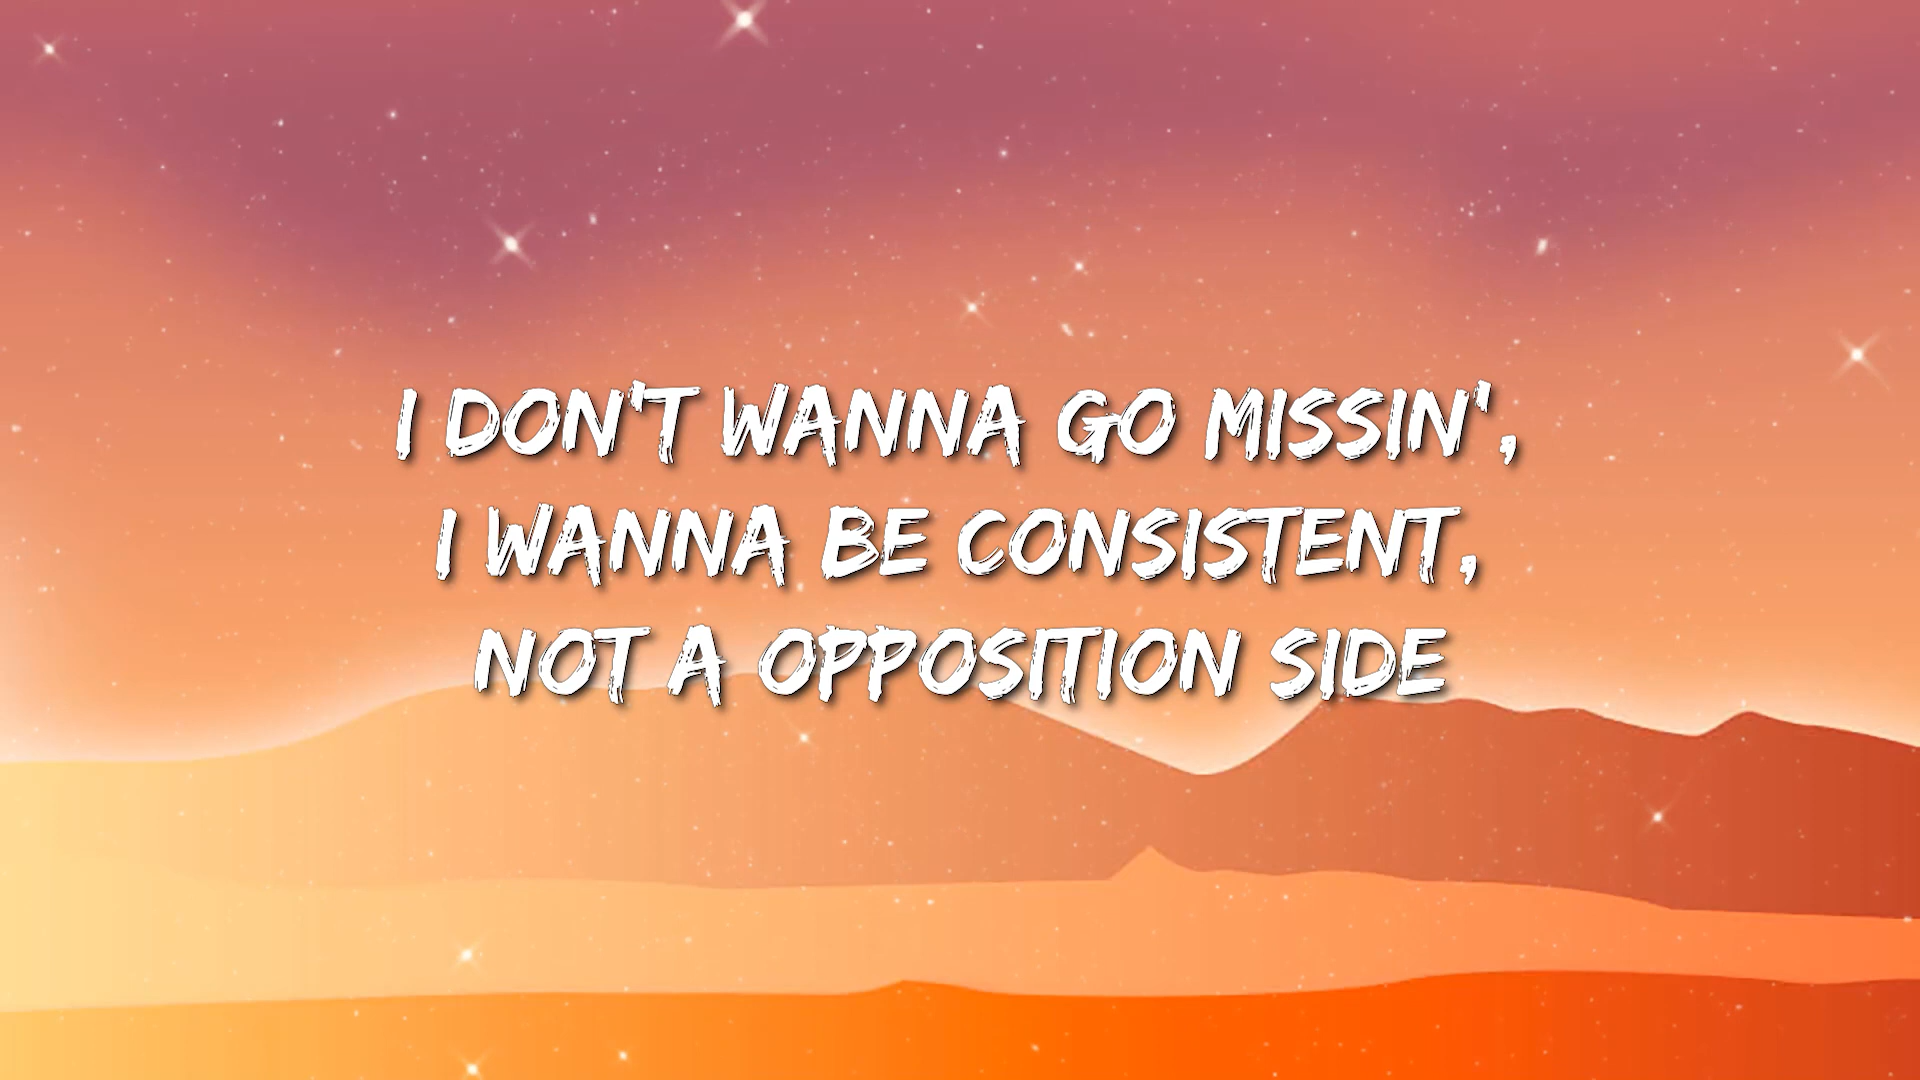 I DON'T WANNA GO MISSIN',
I WANNA BE CONSISTENT,
NOT A OPPOSITION SIDE